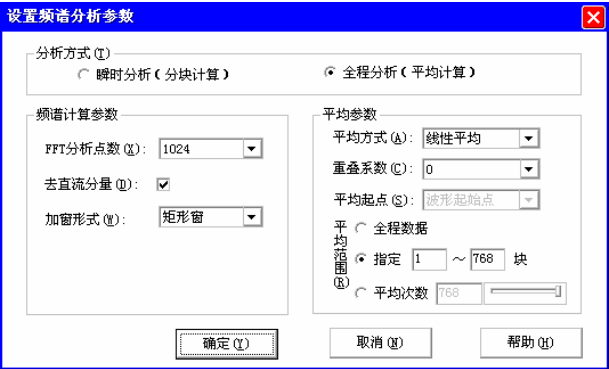 设置频谱分析参数
分析方式(T)
瞬时分析(分块计算)
全程分析(平均计算)
频谱计算参数
FFT分析点数(X): 1024
去直流分量(D):
加窗形式(W): 矩形窗
平均参数
平均方式(A): 线性平均
重叠系数(C): 0
平均起点(S): 波形起始点
平均范围(R)
全程数据
指定 1 ~ 768 块
平均次数 768
确定(Y)
取消(N)
帮助(H)